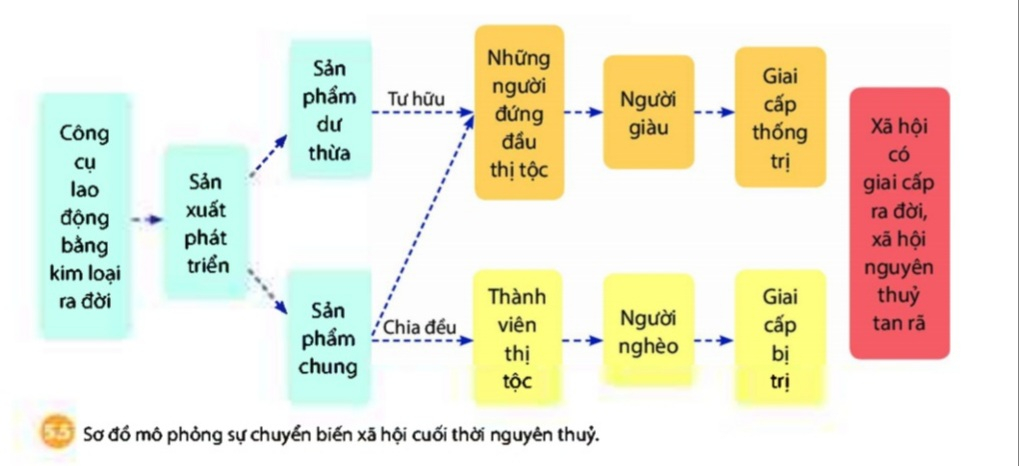 Công
cụ
lao
động
bằng
kim loại
ra đời
Sản
xuất
phát
triển
Sản
phẩm
dư
thừa
Tư hữu
Những
người
đứng
đầu
thị tộc
Người
giàu
Giai
cấp
thống
trị
Sản
phẩm
chung
Chia đều
Thành
viên
thị
tộc
Người
nghèo
Giai
cấp
bị
trị
Xã hội
có
giai cấp
ra đời,
xã hội
nguyên
thuỷ
tan rã
5.5 Sơ đồ mô phỏng sự chuyển biến xã hội cuối thời nguyên thuỷ.